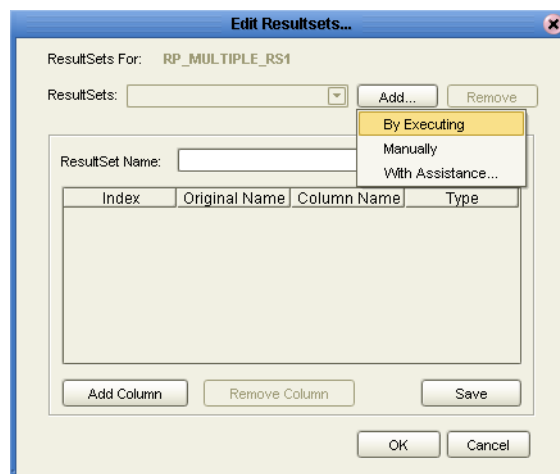 Edit Resultsets...
ResultSets For: RP_MULTIPLE_RS1
ResultSets: Add... Remove
By Executing
Manually
With Assistance...
ResultSet Name:
Index Original Name Column Name Type
Add Column Remove Column Save
OK Cancel